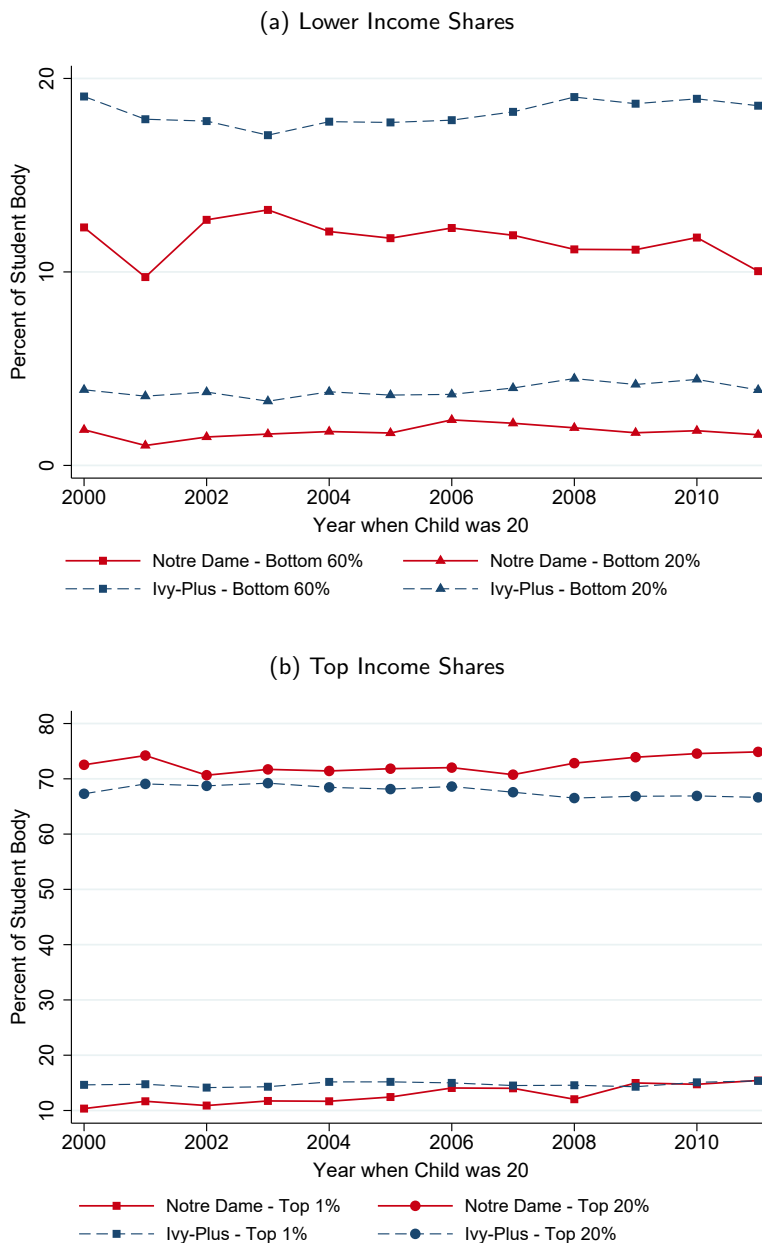 (a) Lower Income Shares
20
10
0
Percent of Student Body
2000 2002 2004 2006 2008 2010
Year when Child was 20
Notre Dame - Bottom 60% Notre Dame - Bottom 20%
Ivy-Plus - Bottom 60% Ivy-Plus - Bottom 20%
(b) Top Income Shares
80
70
60
50
40
30
20
10
Percent of Student Body
2000 2002 2004 2006 2008 2010
Year when Child was 20
Notre Dame - Top 1% Notre Dame - Top 20%
Ivy-Plus - Top 1% Ivy-Plus - Top 20%